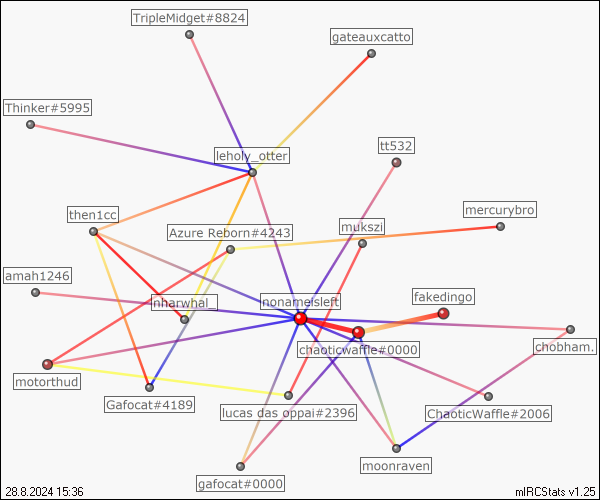 TripleMidget#8824
gateauxcatto
Thinker#5995
tt532
leholy_otter
mercurybro
then1cc
Azure Reborn#4243
mukszi
amah1246
nharwhal_
nonameisleft
fakedingo
chaoticwaffle#0000
chobham.
motorthud
Gafocat#4189
lucas das oppai#2396
ChaoticWaffle#2006
moonraven
gafocat#0000
28.8.2024 15:36
mIRCStats v1.25